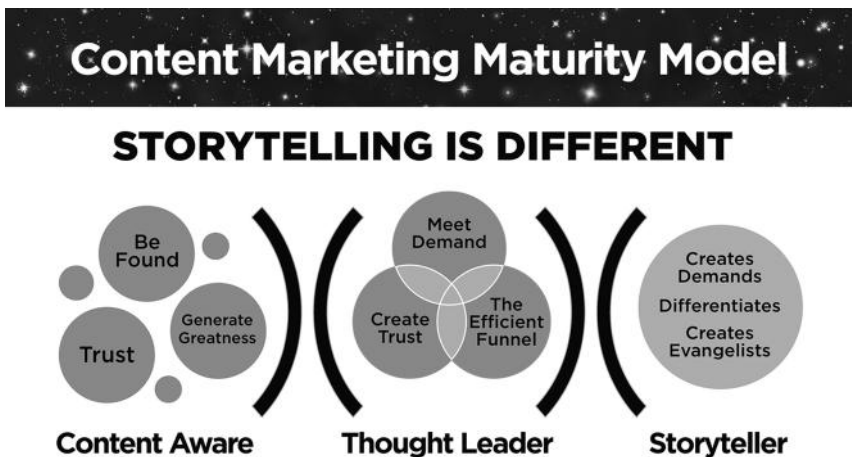 Content Marketing Maturity Model
STORYTELLING IS DIFFERENT
Be
Found
Generate
Greatness
Trust
Content Aware
Meet
Demand
Create
Trust
The
Efficient
Funnel
Thought Leader
Creates
Demands
Differentiates
Creates
Evangelists
Storyteller